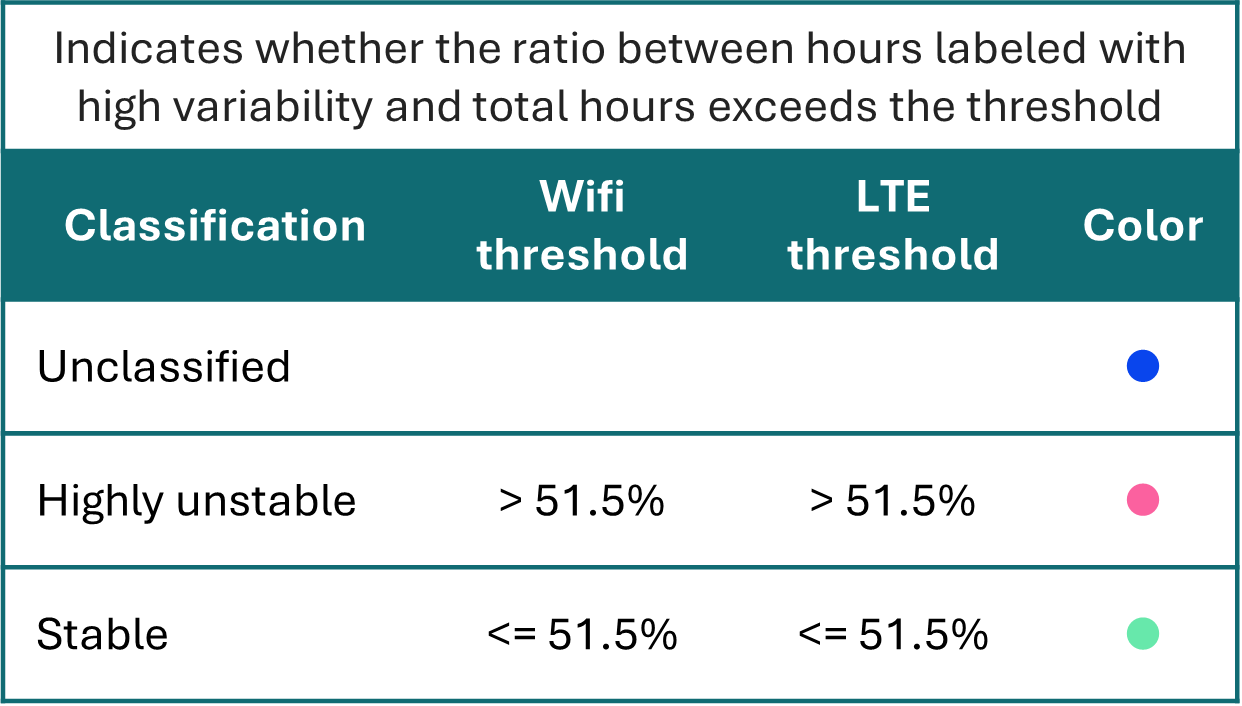 Indicates whether the ratio between hours labeled with
high variability and total hours exceeds the threshold
Classification Wifi threshold LTE threshold Color
Unclassified
Highly unstable > 51.5% > 51.5%
Stable <= 51.5% <= 51.5%